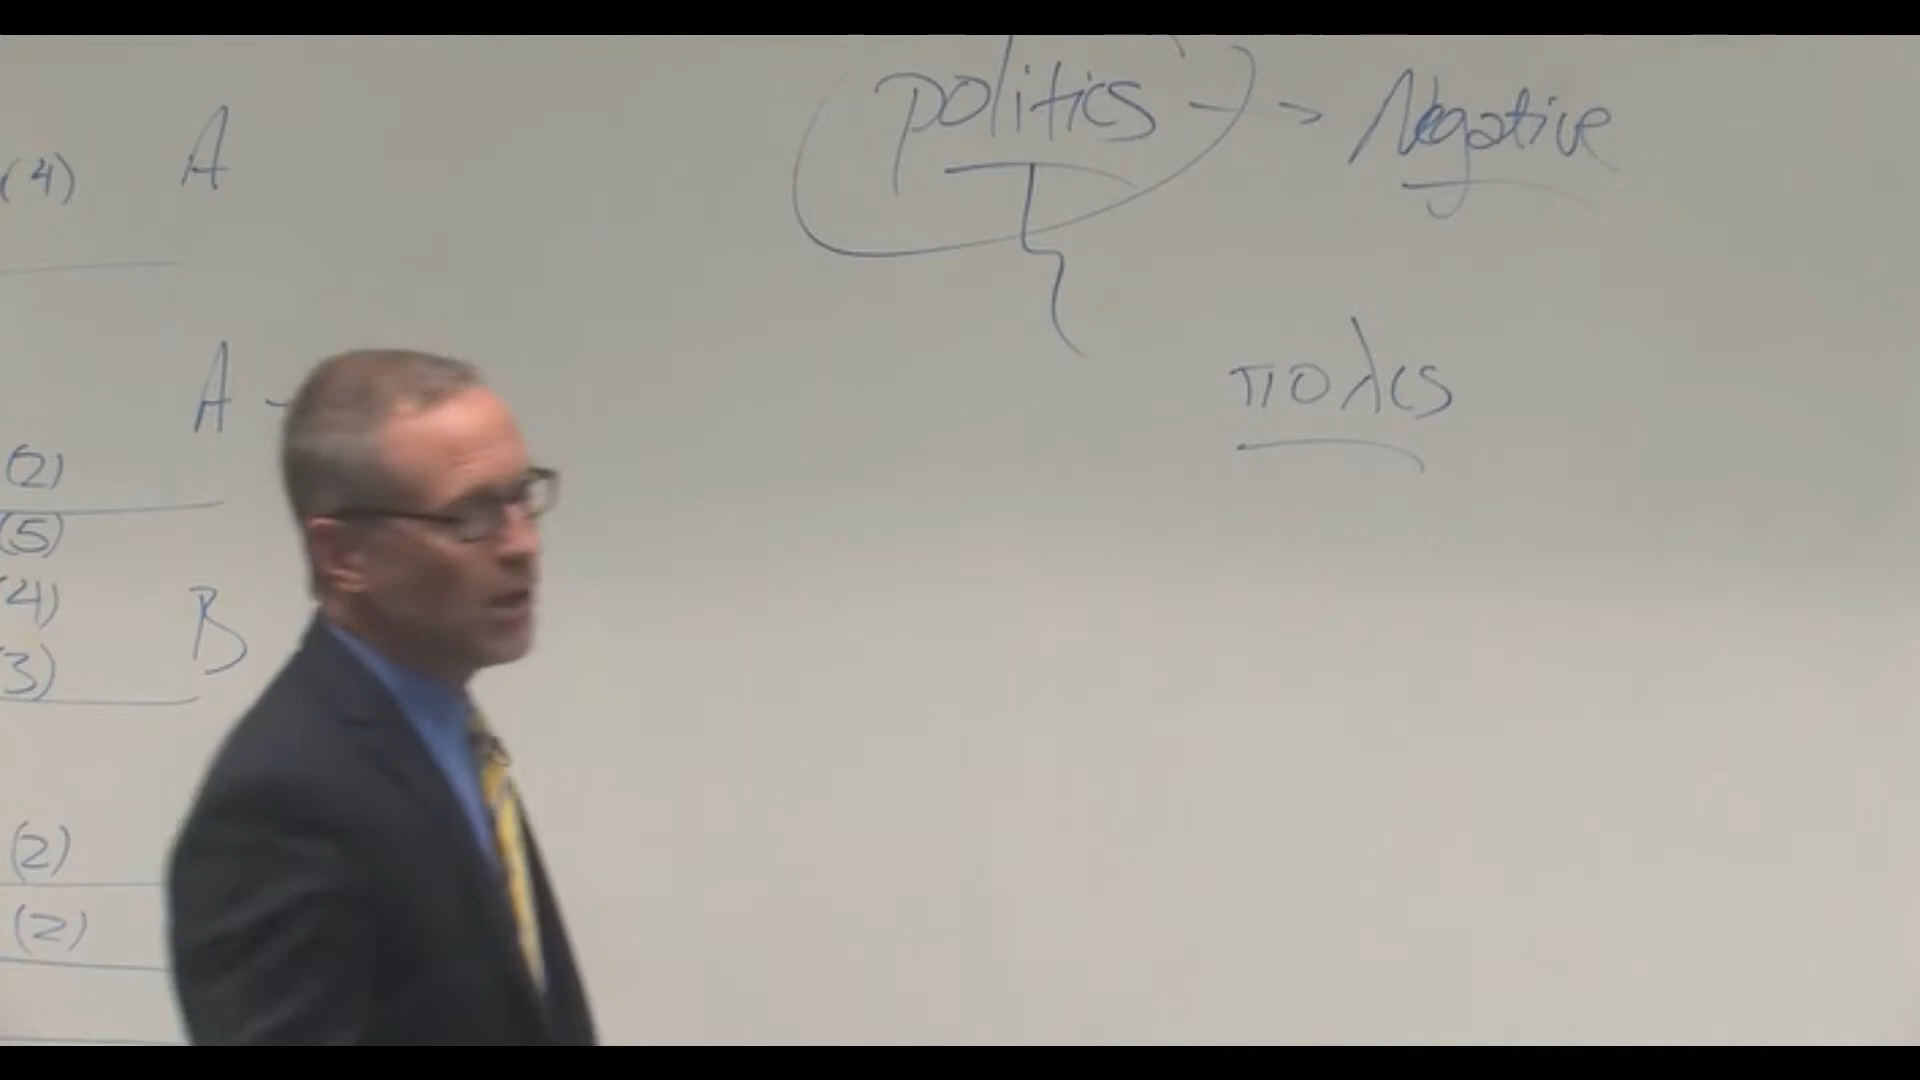 politics -> Negative
(4) A
πολις
A -
(2)
(5)
(4) B
(3)
(2)
(2)